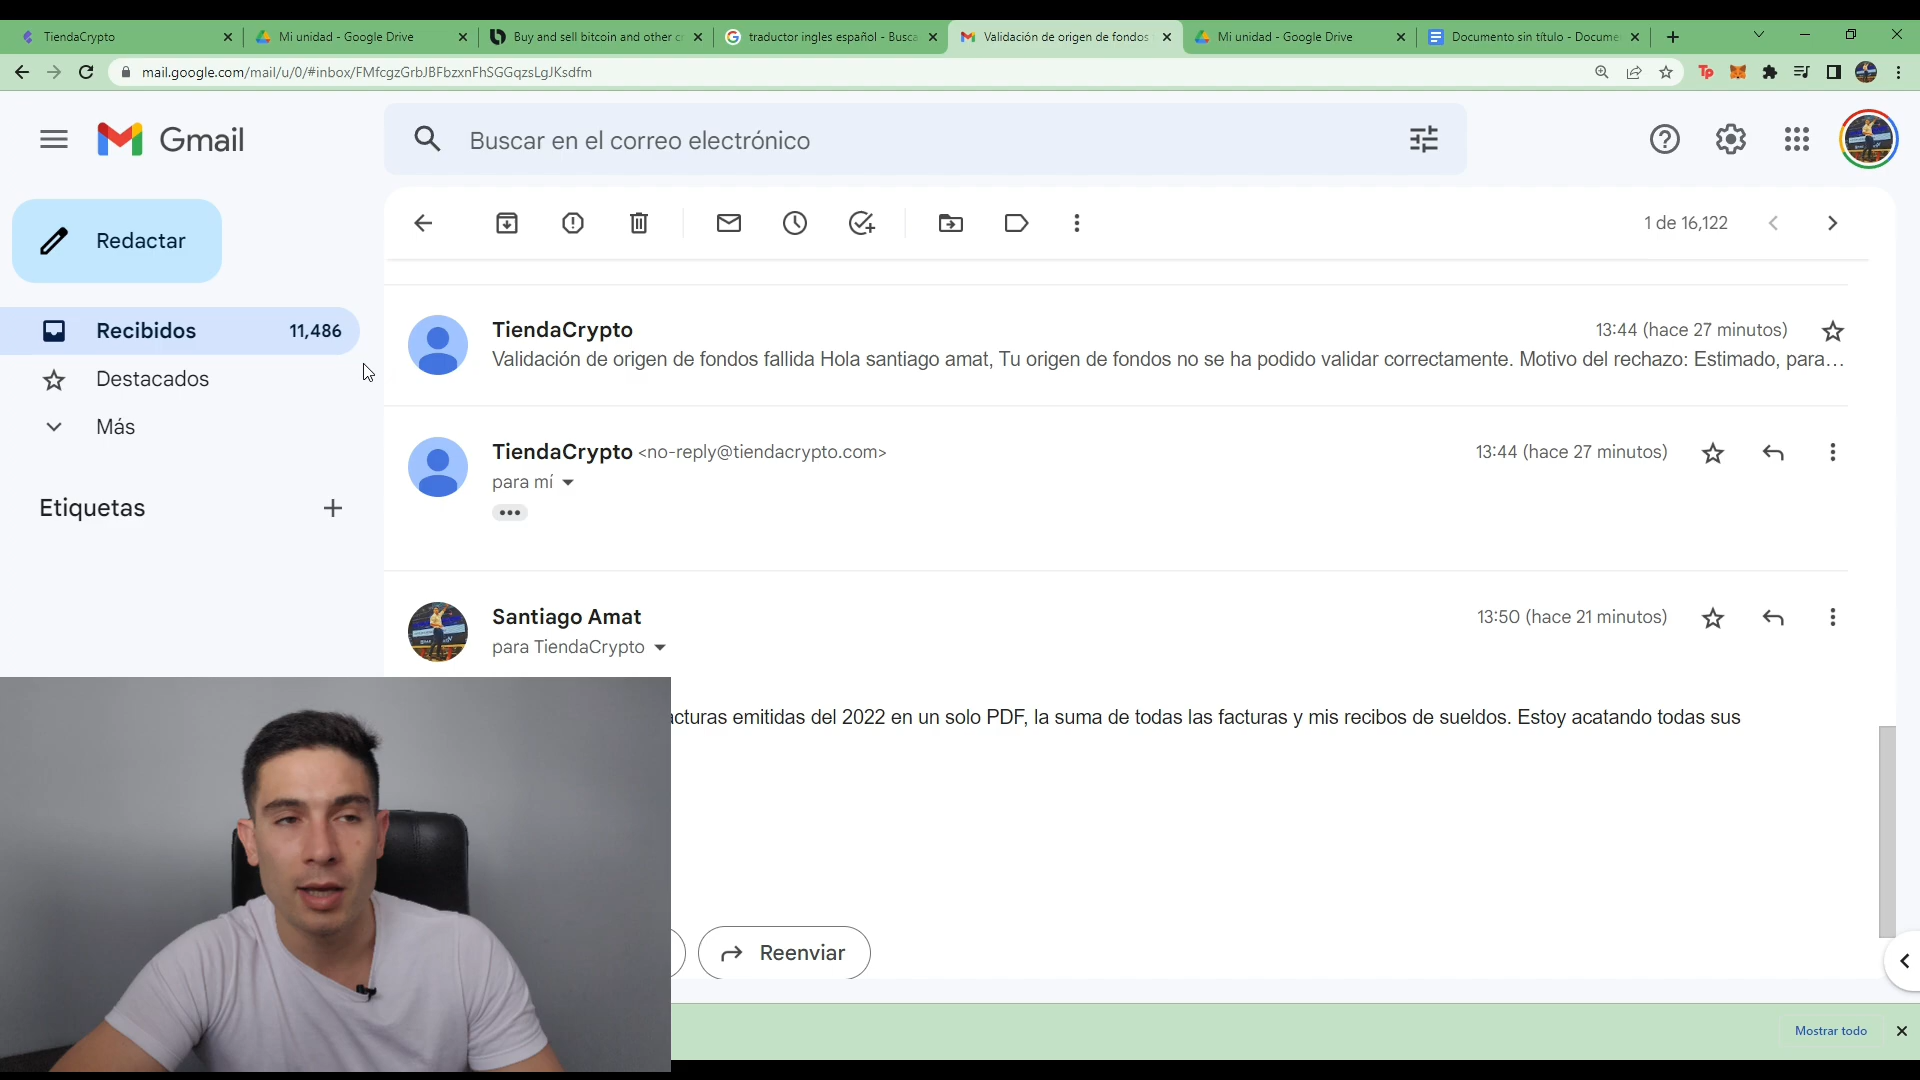 TiendaCrypto
Mi unidad - Google Drive
Buy and sell bitcoin and other cr
traductor ingles español - Busca
Validación de origen de fondos
Mi unidad - Google Drive
Documento sin título - Docume
mail.google.com/mail/u/0/#inbox/FMfcgzGrbJBFbzxnFhSGGqzsLgJKsdfm
Gmail
Buscar en el correo electrónico
Redactar
1 de 16,122
Recibidos 11,486
Destacados
Más
Etiquetas
TiendaCrypto 13:44 (hace 27 minutos)
Validación de origen de fondos fallida Hola santiago amat, Tu origen de fondos no se ha podido validar correctamente. Motivo del rechazo: Estimado, para…
TiendaCrypto <no-reply@tiendacrypto.com> 13:44 (hace 27 minutos)
para mí
Santiago Amat 13:50 (hace 21 minutos)
para TiendaCrypto
acturas emitidas del 2022 en un solo PDF, la suma de todas las facturas y mis recibos de sueldos. Estoy acatando todas sus
Reenviar
Mostrar todo